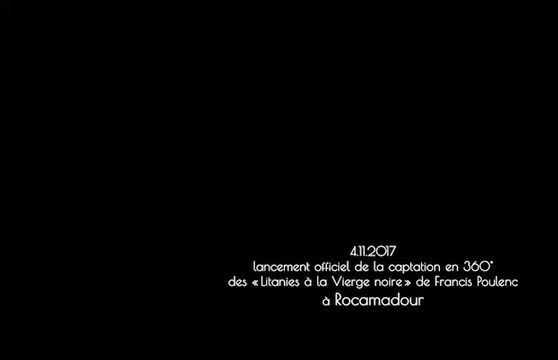 4.11.2017
lancement officiel de la captation en 360°
des « Litanies à la Vierge noire » de Francis Poulenc
à Rocamadour